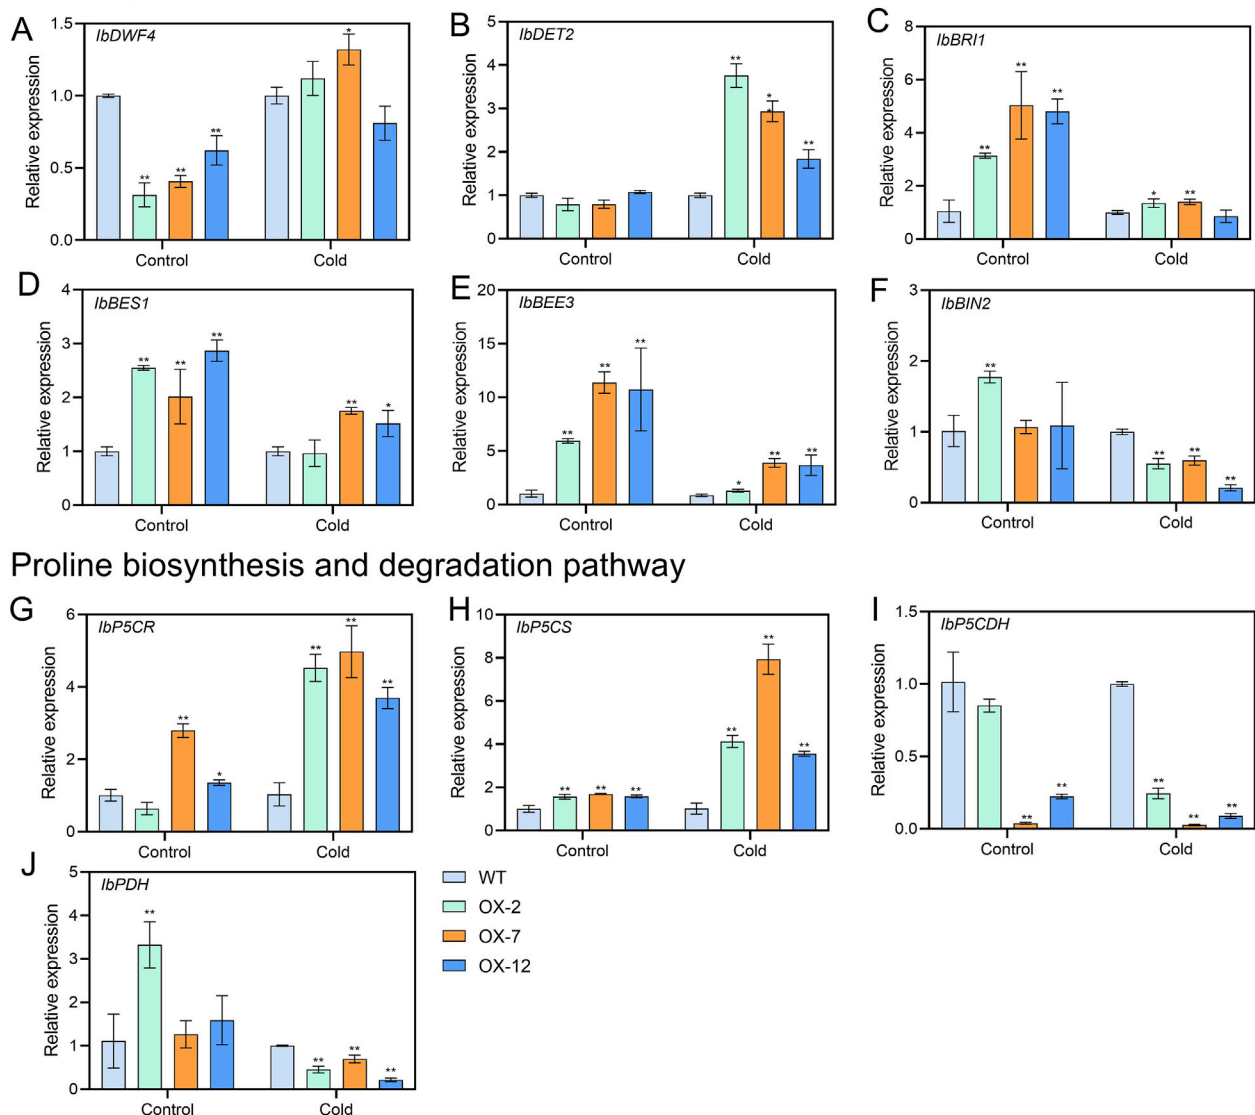 A
IbDWF4
Relative expression
1.5
1.0
0.5
0.0
**
**
**
*
Control
Cold
B
IbDET2
Relative expression
5
4
3
2
1
0
**
*
*
**
Control
Cold
C
IbBRI1
Relative expression
8
6
4
2
0
**
**
**
*
**
Control
Cold
D
IbBES1
Relative expression
4
3
2
1
0
**
**
**
**
*
Control
Cold
E
IbBEE3
Relative expression
20
15
10
5
0
**
**
**
*
**
**
Control
Cold
F
IbBIN2
Relative expression
3
2
1
0
**
**
**
**
Control
Cold
Proline biosynthesis and degradation pathway
G
IbP5CR
Relative expression
6
4
2
0
**
*
**
**
**
Control
Cold
H
IbP5CS
Relative expression
10
8
6
4
2
0
**
**
**
**
**
**
Control
Cold
I
IbP5CDH
Relative expression
1.5
1.0
0.5
0.0
**
**
**
**
**
Control
Cold
J
IbPDH
Relative expression
5
4
3
2
1
0
**
**
**
**
Control
Cold
WT
OX-2
OX-7
OX-12